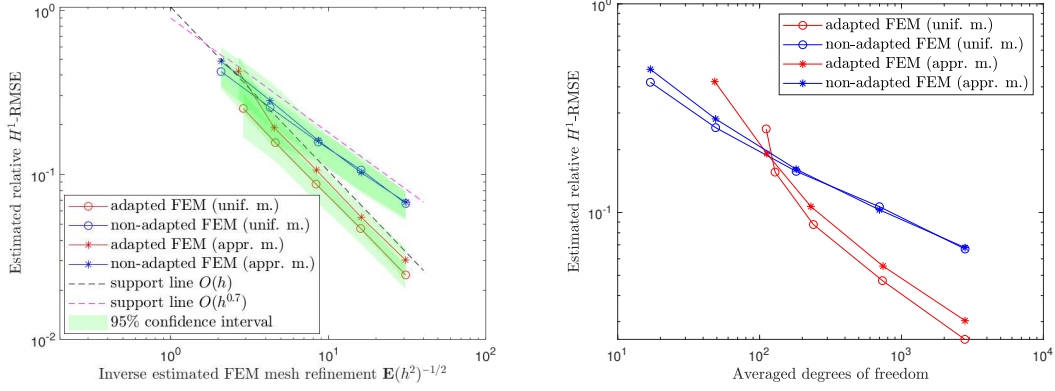 10^0
10^-1
10^-2
10^0
10^1
10^2
Estimated relative H^1-RMSE
Inverse estimated FEM mesh refinement E(h^2)^{-1/2}
adapted FEM (unif. m.)
non-adapted FEM (unif. m.)
adapted FEM (appr. m.)
non-adapted FEM (appr. m.)
support line O(h)
support line O(h^{0.7})
95% confidence interval
10^0
10^-1
10^1
10^2
10^3
10^4
Estimated relative H^1-RMSE
Averaged degrees of freedom
adapted FEM (unif. m.)
non-adapted FEM (unif. m.)
adapted FEM (appr. m.)
non-adapted FEM (appr. m.)